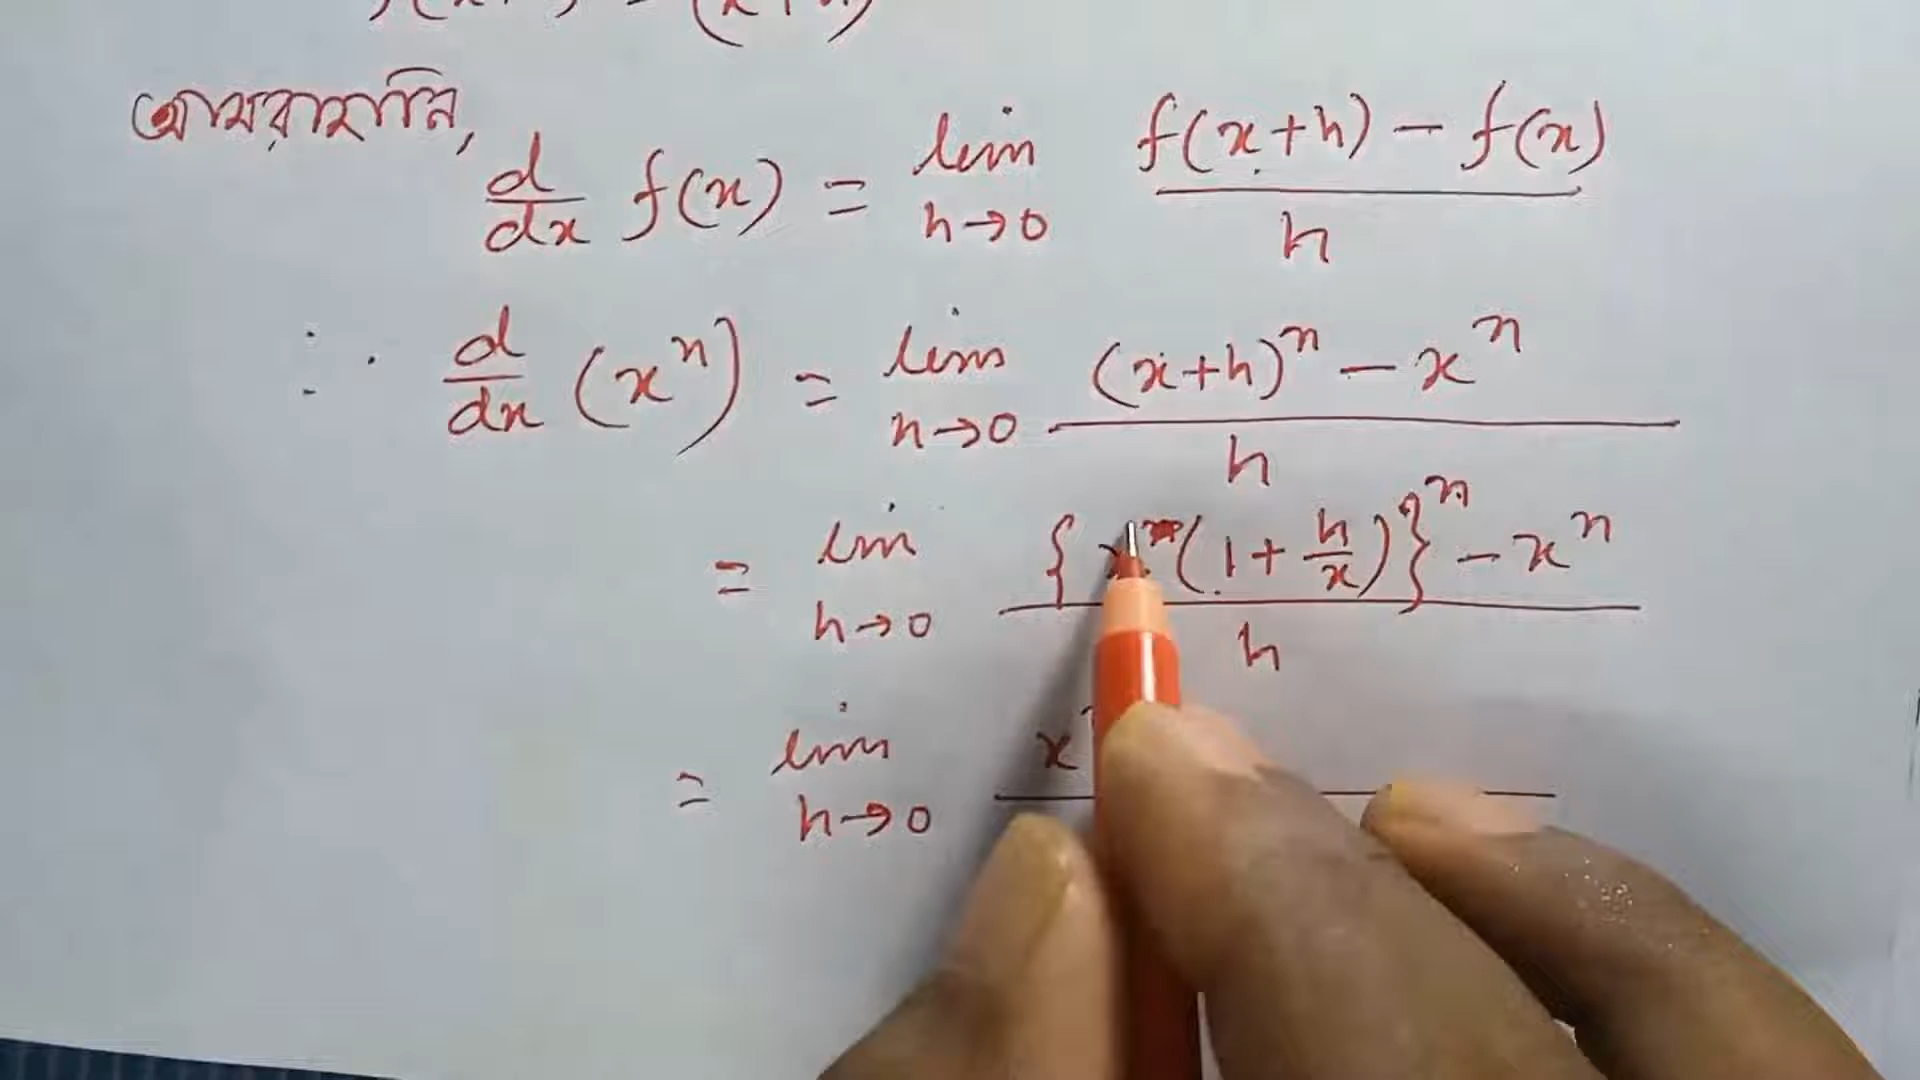 f(x+h) = (x+h)
আমরা জানি,
d/dx f(x) = lim h→0 (f(x+h) − f(x))/h
∴ d/dx (xⁿ) = lim h→0 ((x+h)ⁿ − xⁿ)/h
= lim h→0 ({x(1 + h/x)}ⁿ − xⁿ)/h
= lim h→0 x